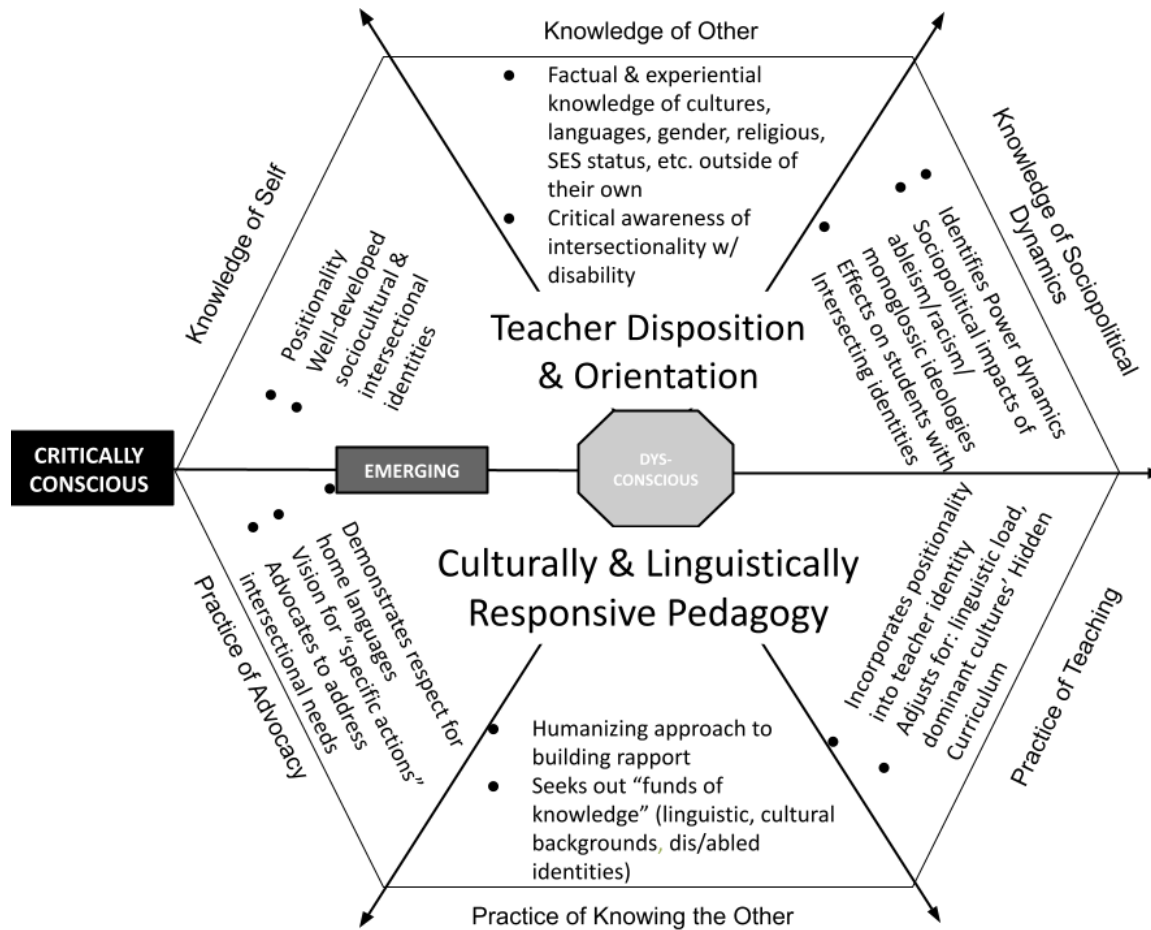 Knowledge of Other
Factual & experiential
knowledge of cultures,
languages, gender, religious,
SES status, etc. outside of
their own
Critical awareness of
intersectionality w/
disability
Knowledge of Self
Positionality
Well-developed
sociocultural &
intersectional
identities
Knowledge of Sociopolitical
Dynamics
Identifies Power dynamics
Sociopolitical impacts of
ableism/racism/
monoglossic ideologies
Effects on students with
Intersecting identities
Teacher Disposition
& Orientation
CRITICALLY
CONSCIOUS
EMERGING
DYS-
CONSCIOUS
Culturally & Linguistically
Responsive Pedagogy
Practice of Advocacy
Demonstrates respect for
home languages
Vision for “specific actions”
Advocates to address
intersectional needs
Humanizing approach to
building rapport
Seeks out “funds of
knowledge” (linguistic, cultural
backgrounds, dis/abled
identities)
Practice of Knowing the Other
Incorporates positionality
into teacher identity
Adjusts for: linguistic load,
dominant cultures’ Hidden
Curriculum
Practice of Teaching